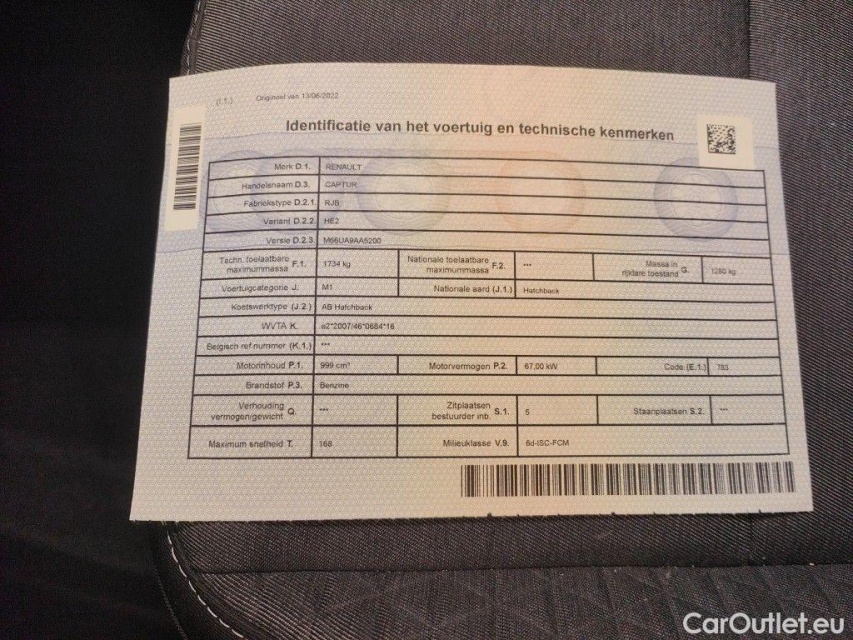 (I.1.) Origineel van 13/06/2022
Identificatie van het voertuig en technische kenmerken
Merk D.1. RENAULT
Handelsnaam D.3. CAPTUR
Fabriekstype D.2.1. RJB
Variant D.2.2. HE2
Versie D.2.3. M66UA9AA5200
Techn. toelaatbare maximummassa F.1. 1734 kg Nationale toelaatbare maximummassa F.2. --- Massa in rijklare toestand G. 1280 kg
Voertuigcategorie J. M1 Nationale aard (J.1.) Hatchback
Koetswerktype (J.2.) AB Hatchback
WVTA K. e2*2007/46*0684*16
Belgisch ref.nummer (K.1.) ***
Motorinhoud P.1. 999 cm³ Motorvermogen P.2. 67,00 kW Code (E.1.) 783
Brandstof P.3. Benzine
Verhouding vermogen/gewicht Q. --- Zitplaatsen bestuurder inb. S.1. 5 Staanplaatsen S.2. ---
Maximum snelheid T. 168 Milieuklasse V.9. 6d-ISC-FCM
CarOutlet.eu